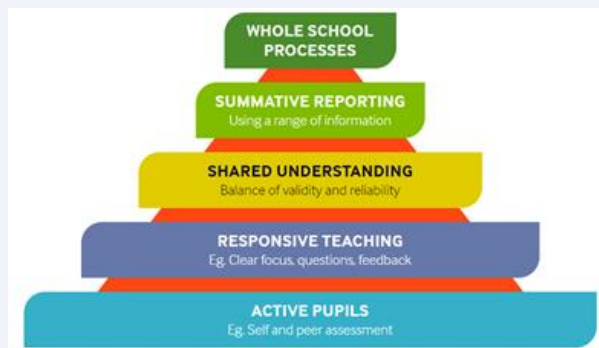 WHOLE SCHOOL
PROCESSES
SUMMATIVE REPORTING
Using a range of information
SHARED UNDERSTANDING
Balance of validity and reliability
RESPONSIVE TEACHING
Eg. Clear focus, questions, feedback
ACTIVE PUPILS
Eg. Self and peer assessment